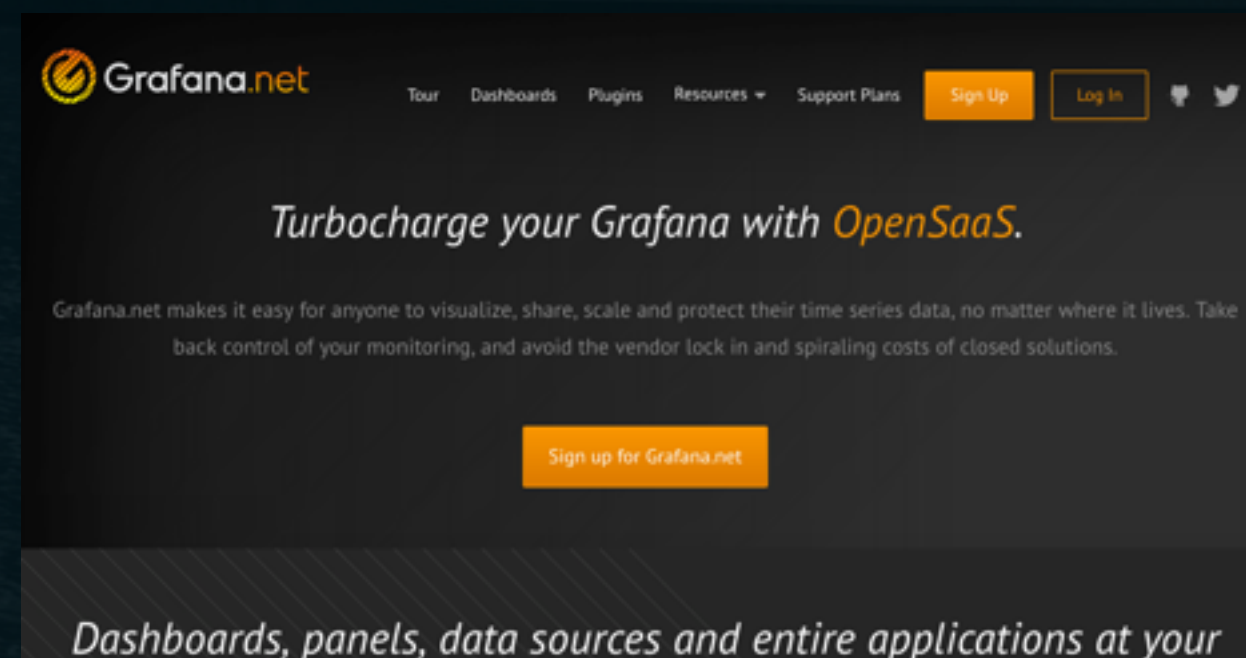 Grafana.net
Tour Dashboards Plugins Resources Support Plans Sign Up Log In
Turbocharge your Grafana with OpenSaaS.
Grafana.net makes it easy for anyone to visualize, share, scale and protect their time series data, no matter where it lives. Take
back control of your monitoring, and avoid the vendor lock in and spiraling costs of closed solutions.
Sign up for Grafana.net
Dashboards, panels, data sources and entire applications at your